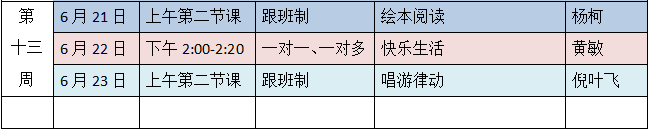 第 6月21日 上午第二节课 跟班制 绘本阅读 杨柯
十三 6月22日 下午 2:00-2:20 一对一、一对多 快乐生活 黄敏
周 6月23日 上午第二节课 跟班制 唱游律动 倪叶飞